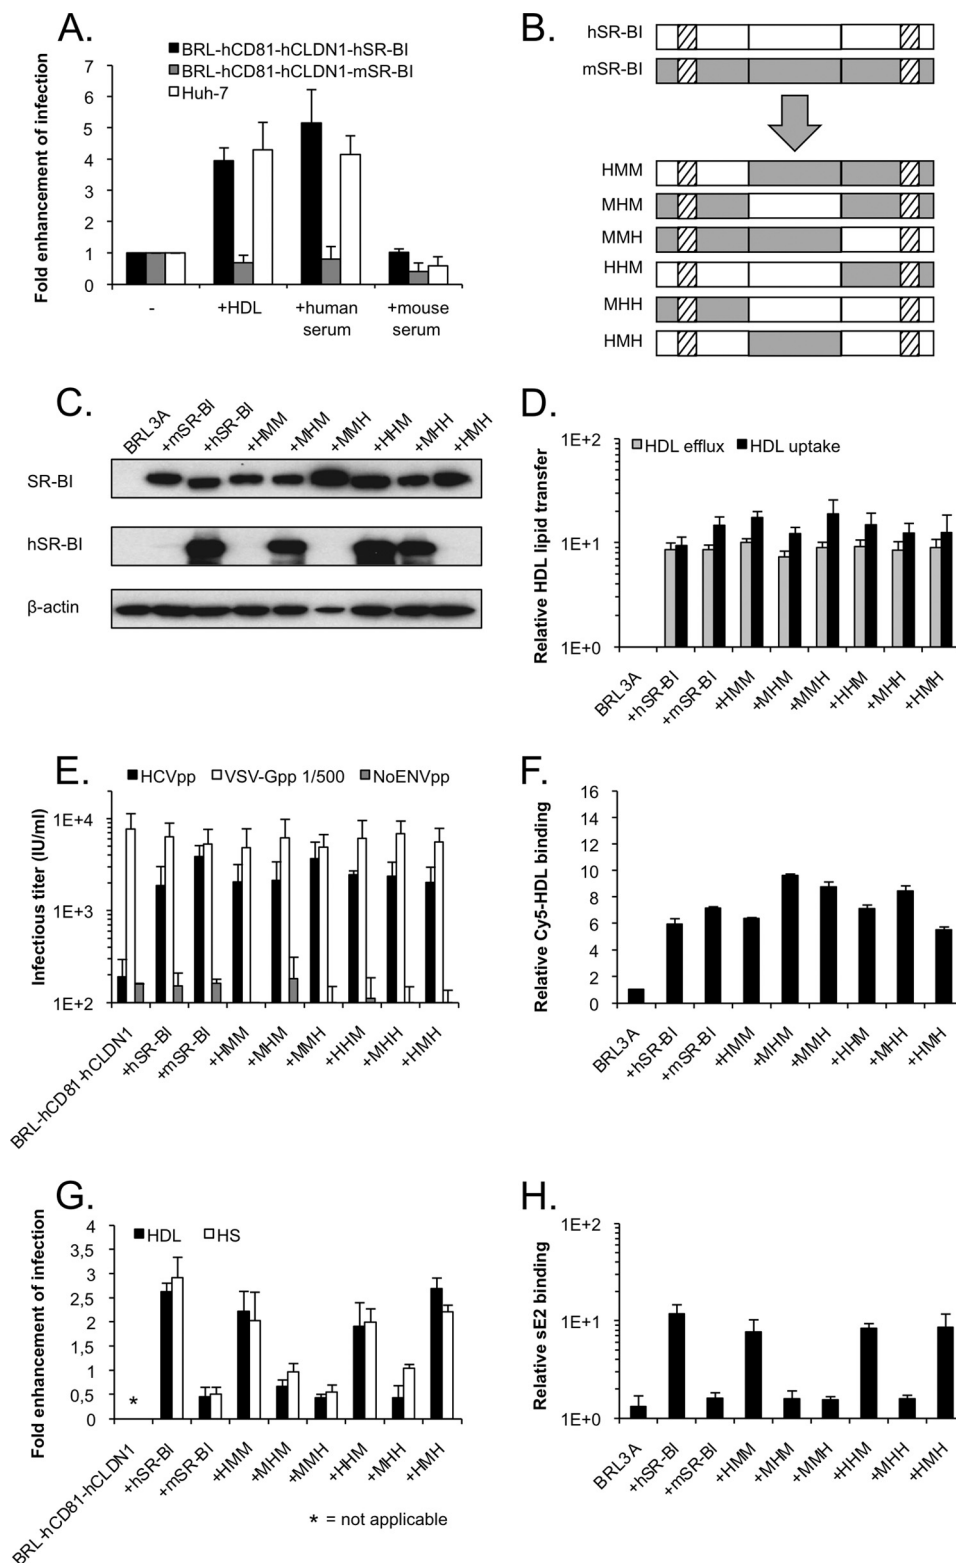 A.
BRL-hCD81-hCLDN1-hSR-BI
BRL-hCD81-hCLDN1-mSR-BI
Huh-7
Fold enhancement of infection
7
6
5
4
3
2
1
0
-
+HDL
+human serum
+mouse serum
B.
hSR-BI
mSR-BI
HMM
MHM
MMH
HHM
MHH
HMH
C.
BRL3A
+mSR-BI
+hSR-BI
+HMM
+MHM
+MMH
+HHM
+MHH
+HMH
SR-BI
hSR-BI
β-actin
D.
HDL efflux
HDL uptake
Relative HDL lipid transfer
1E+2
1E+1
1E+0
BRL3A
+hSR-BI
+mSR-BI
+HMM
+MHM
+MMH
+HHM
+MHH
+HMH
E.
HCVpp
VSV-Gpp 1/500
NoENVpp
Infectious titer (IU/ml)
1E+4
1E+3
1E+2
BRL-hCD81-hCLDN1
+hSR-BI
+mSR-BI
+HMM
+MHM
+MMH
+HHM
+MHH
+HMH
F.
Relative Cy5-HDL binding
16
14
12
10
8
6
4
2
0
BRL3A
+hSR-BI
+mSR-BI
+HMM
+MHM
+MMH
+HHM
+MHH
+HMH
G.
HDL
HS
Fold enhancement of infection
4
3,5
3
2,5
2
1,5
1
0,5
0
*
BRL-hCD81-hCLDN1
+hSR-BI
+mSR-BI
+HMM
+MHM
+MMH
+HHM
+MHH
+HMH
* = not applicable
H.
Relative sE2 binding
1E+2
1E+1
1E+0
BRL3A
+hSR-BI
+mSR-BI
+HMM
+MHM
+MMH
+HHM
+MHH
+HMH